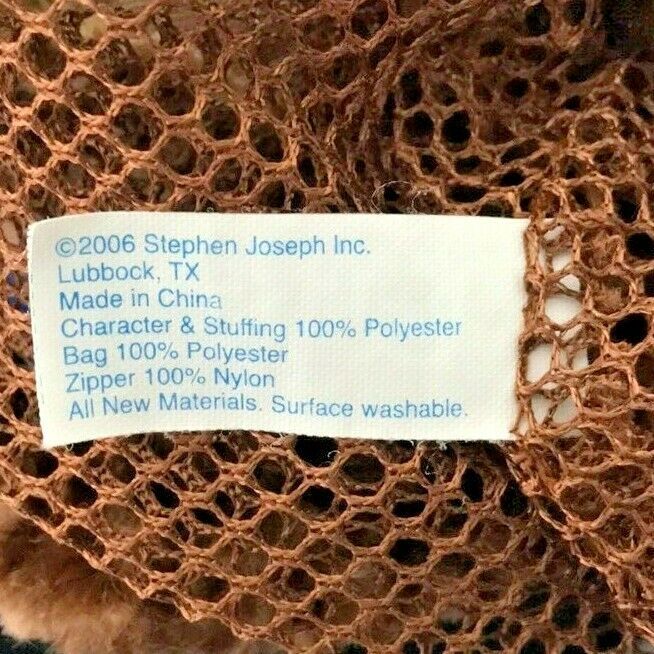 ©2006 Stephen Joseph Inc.
Lubbock, TX
Made in China
Character & Stuffing 100% Polyester
Bag 100% Polyester
Zipper 100% Nylon
All New Materials. Surface washable.